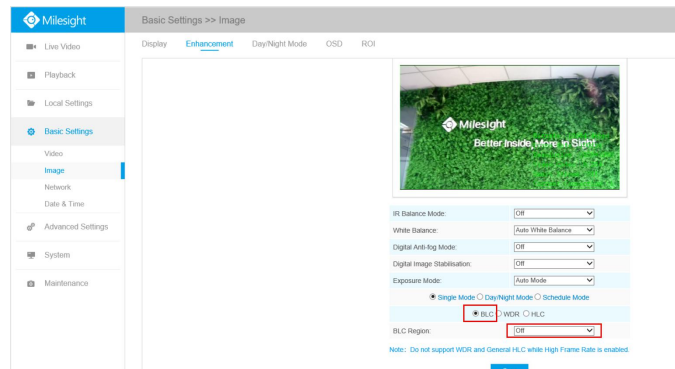 Milesight
Basic Settings >> Image
Live Video
Playback
Local Settings
Basic Settings
Video
Image
Network
Date & Time
Advanced Settings
System
Maintenance
Display Enhancement Day/Night Mode OSD ROI
Milesight
Better Inside, More in Sight
IR Balance Mode: Off
White Balance: Auto White Balance
Digital Anti-fog Mode: Off
Digital Image Stabilisation: Off
Exposure Mode: Auto Mode
Single Mode Day/Night Mode Schedule Mode
BLC WDR HLC
BLC Region: Off
Note: Do not support WDR and General HLC while High Frame Rate is enabled.